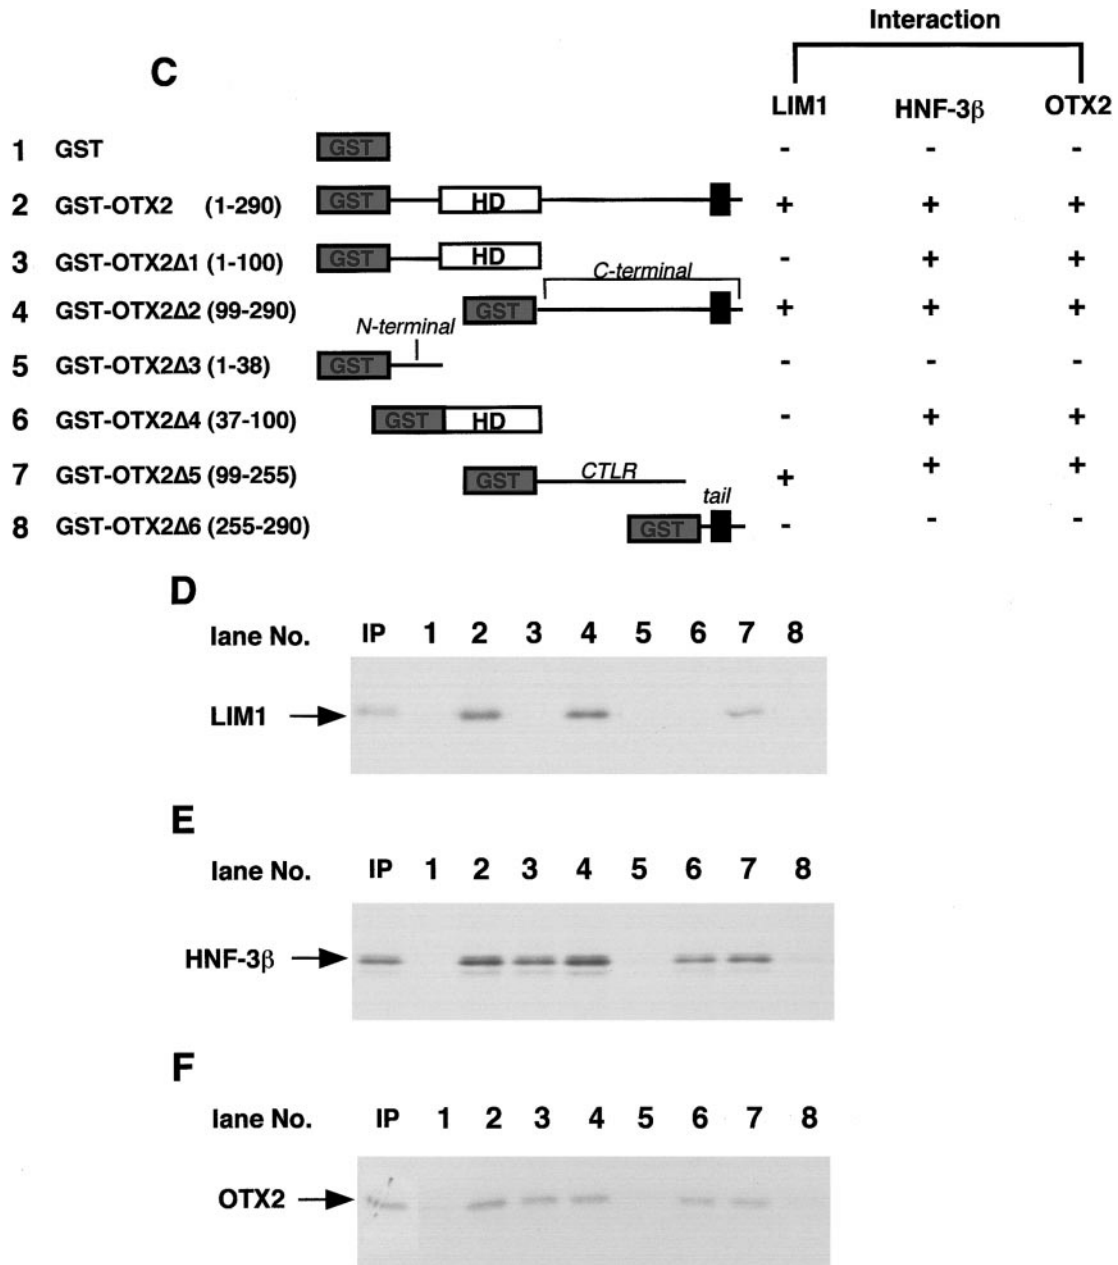 Interaction
C
LIM1 HNF-3β OTX2
1 GST GST - - -
2 GST-OTX2 (1-290) GST HD + + +
3 GST-OTX2Δ1 (1-100) GST HD - + +
C-terminal
4 GST-OTX2Δ2 (99-290) GST + + +
N-terminal
5 GST-OTX2Δ3 (1-38) GST - - -
6 GST-OTX2Δ4 (37-100) GST HD - + +
7 GST-OTX2Δ5 (99-255) GST CTLR + + +
tail
8 GST-OTX2Δ6 (255-290) GST - - -
D
lane No. IP 1 2 3 4 5 6 7 8
LIM1
E
lane No. IP 1 2 3 4 5 6 7 8
HNF-3β
F
lane No. IP 1 2 3 4 5 6 7 8
OTX2